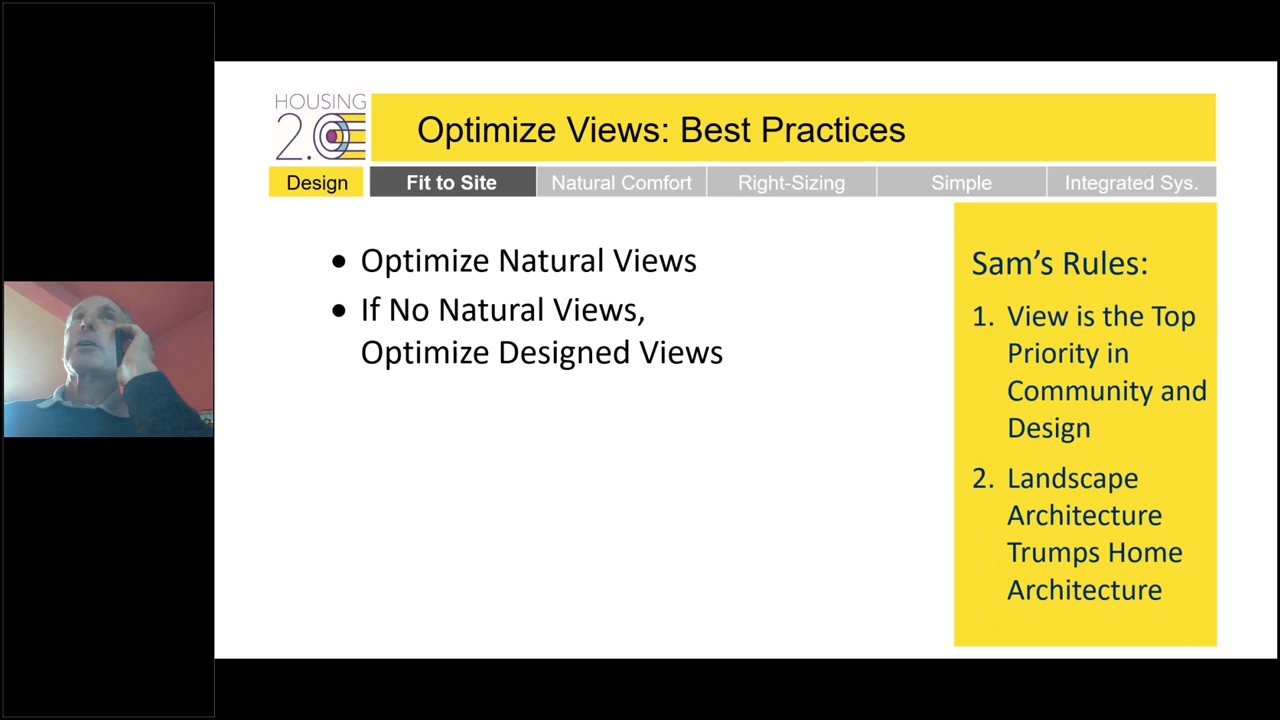 HOUSING
2.0
Optimize Views: Best Practices
Design
Fit to Site
Natural Comfort
Right-Sizing
Simple
Integrated Sys.
• Optimize Natural Views
• If No Natural Views,
Optimize Designed Views
Sam’s Rules:
1. View is the Top
Priority in
Community and
Design
2. Landscape
Architecture
Trumps Home
Architecture